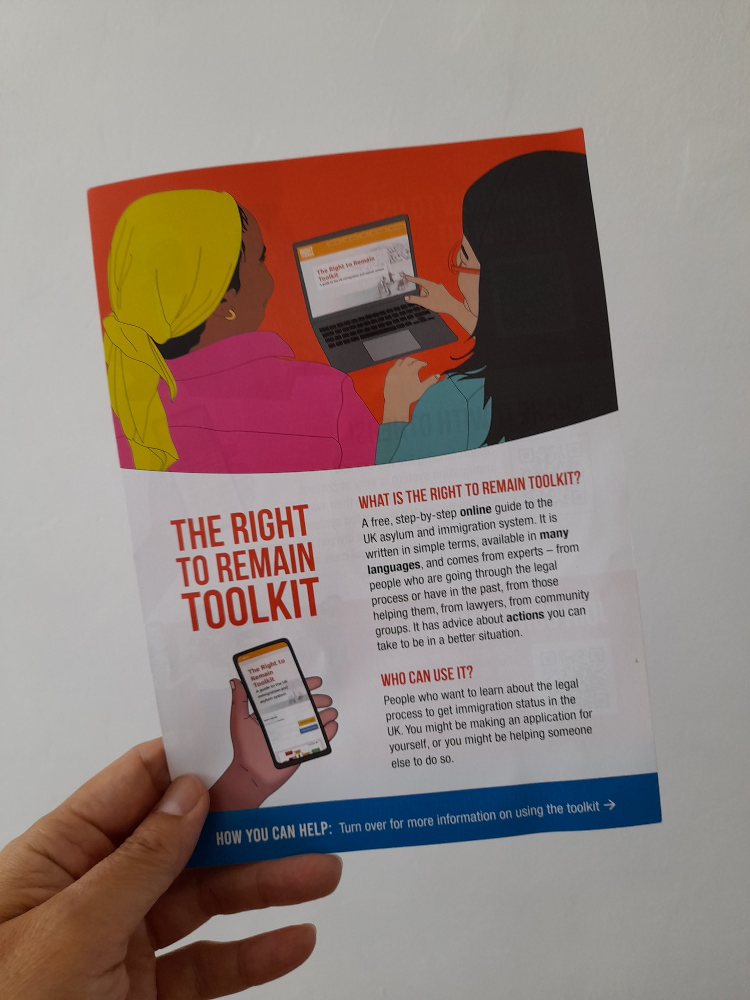 RIGHT
The Right to Remain
Toolkit
A guide to the UK immigration and asylum system
THE RIGHT
TO REMAIN
TOOLKIT
The Right to
Remain
Toolkit
A guide to the UK
immigration and
asylum system
WHAT IS THE RIGHT TO REMAIN TOOLKIT?
A free, step-by-step online guide to the
UK asylum and immigration system. It is
written in simple terms, available in many
languages, and comes from experts – from
people who are going through the legal
process or have in the past, from those
helping them, from lawyers, from community
groups. It has advice about actions you can
take to be in a better situation.
WHO CAN USE IT?
People who want to learn about the legal
process to get immigration status in the
UK. You might be making an application for
yourself, or you might be helping someone
else to do so.
HOW YOU CAN HELP: Turn over for more information on using the toolkit →